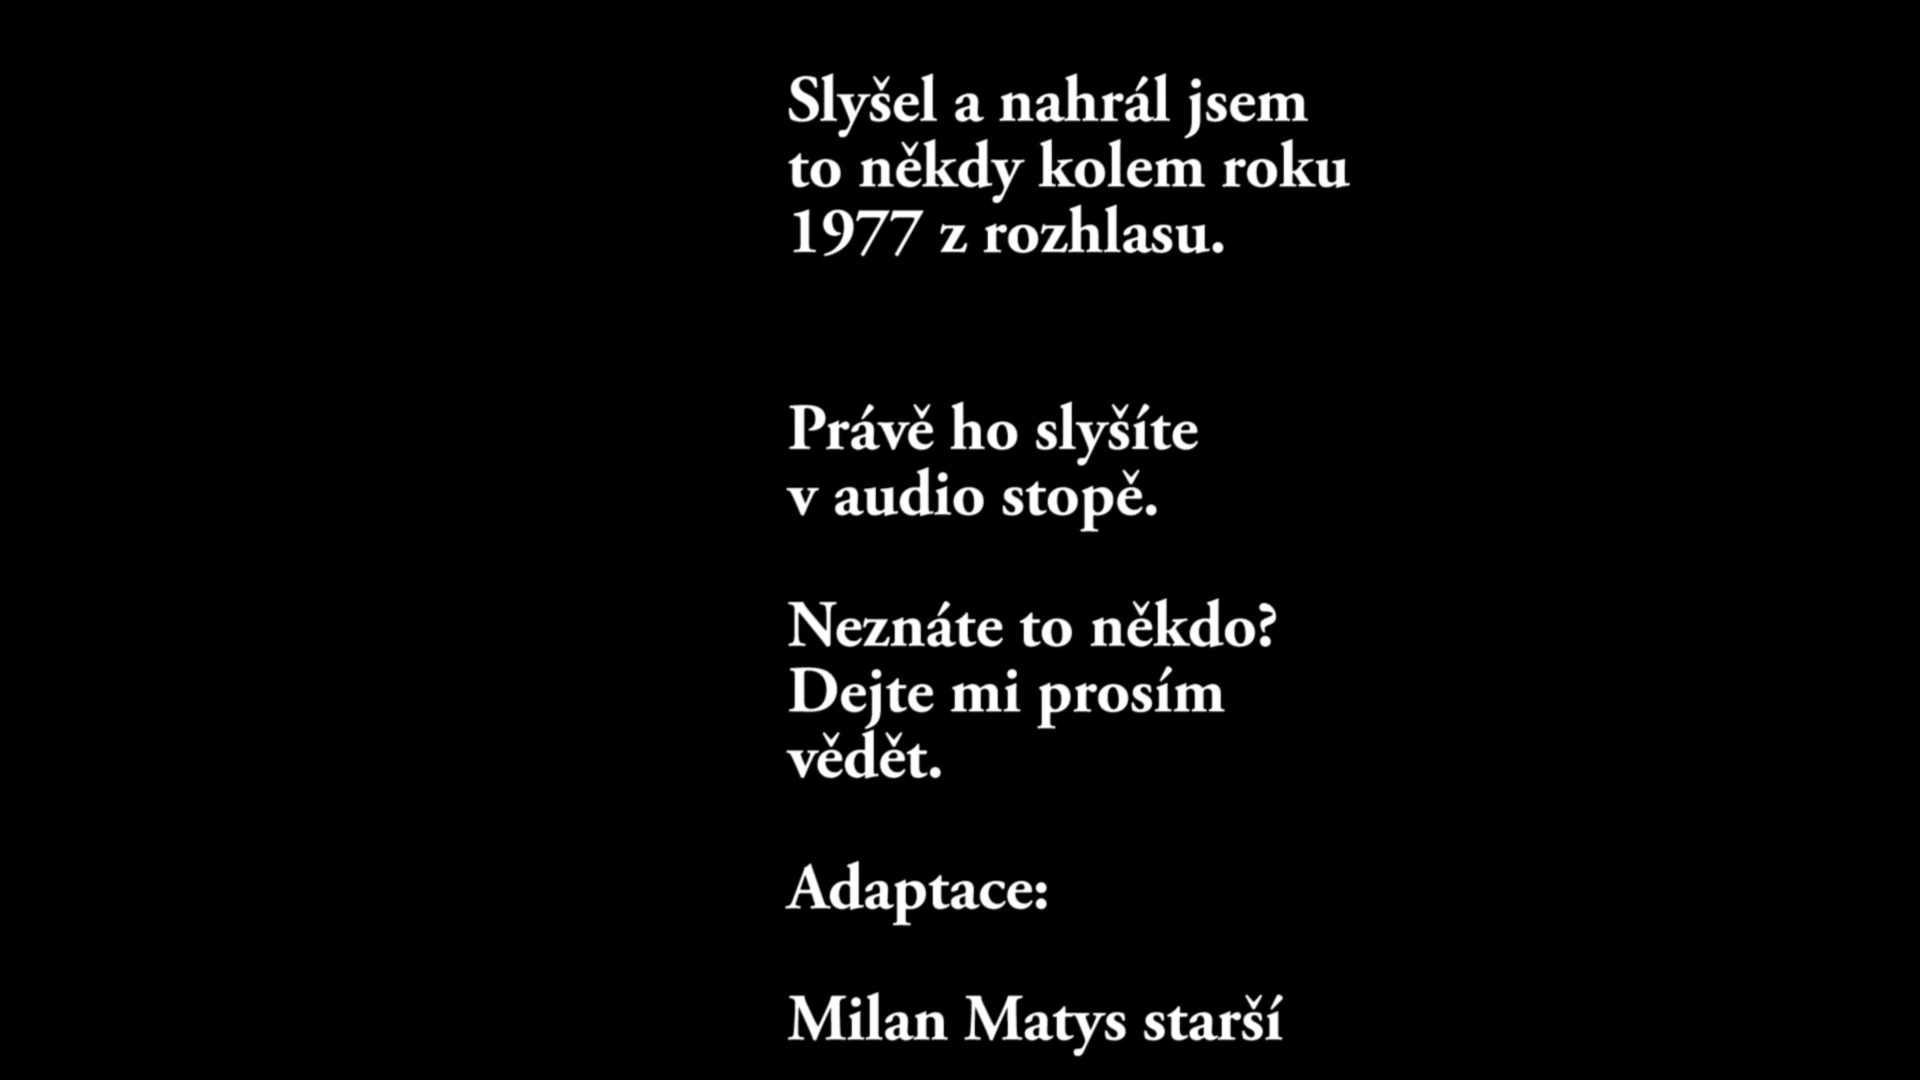 Slyšel a nahrál jsem
to někdy kolem roku
1977 z rozhlasu.
Právě ho slyšíte
v audio stopě.
Neznáte to někdo?
Dejte mi prosím
vědět.
Adaptace:
Milan Matys starší